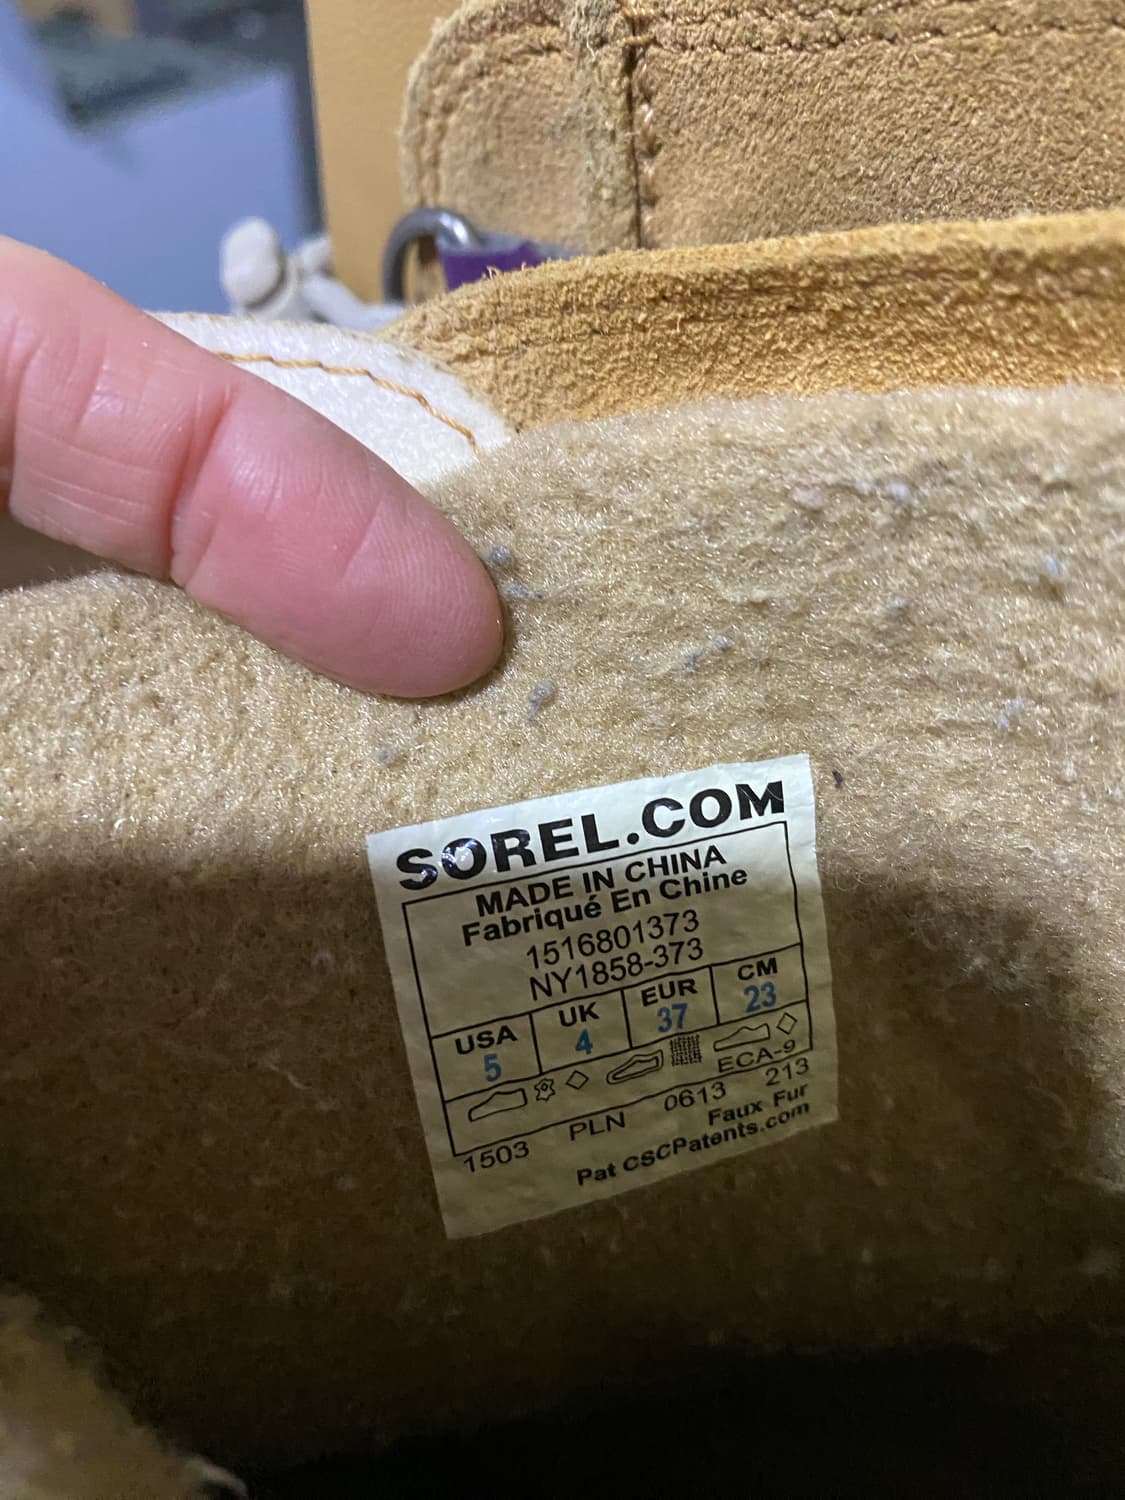 SOREL.COM
MADE IN CHINA
Fabriqué En Chine
1516801373
NY1858-373
USA UK EUR CM
5 4 37 23
ECA-9
1503 PLN 0613 213
Faux Fur
Pat CSCPatents.com